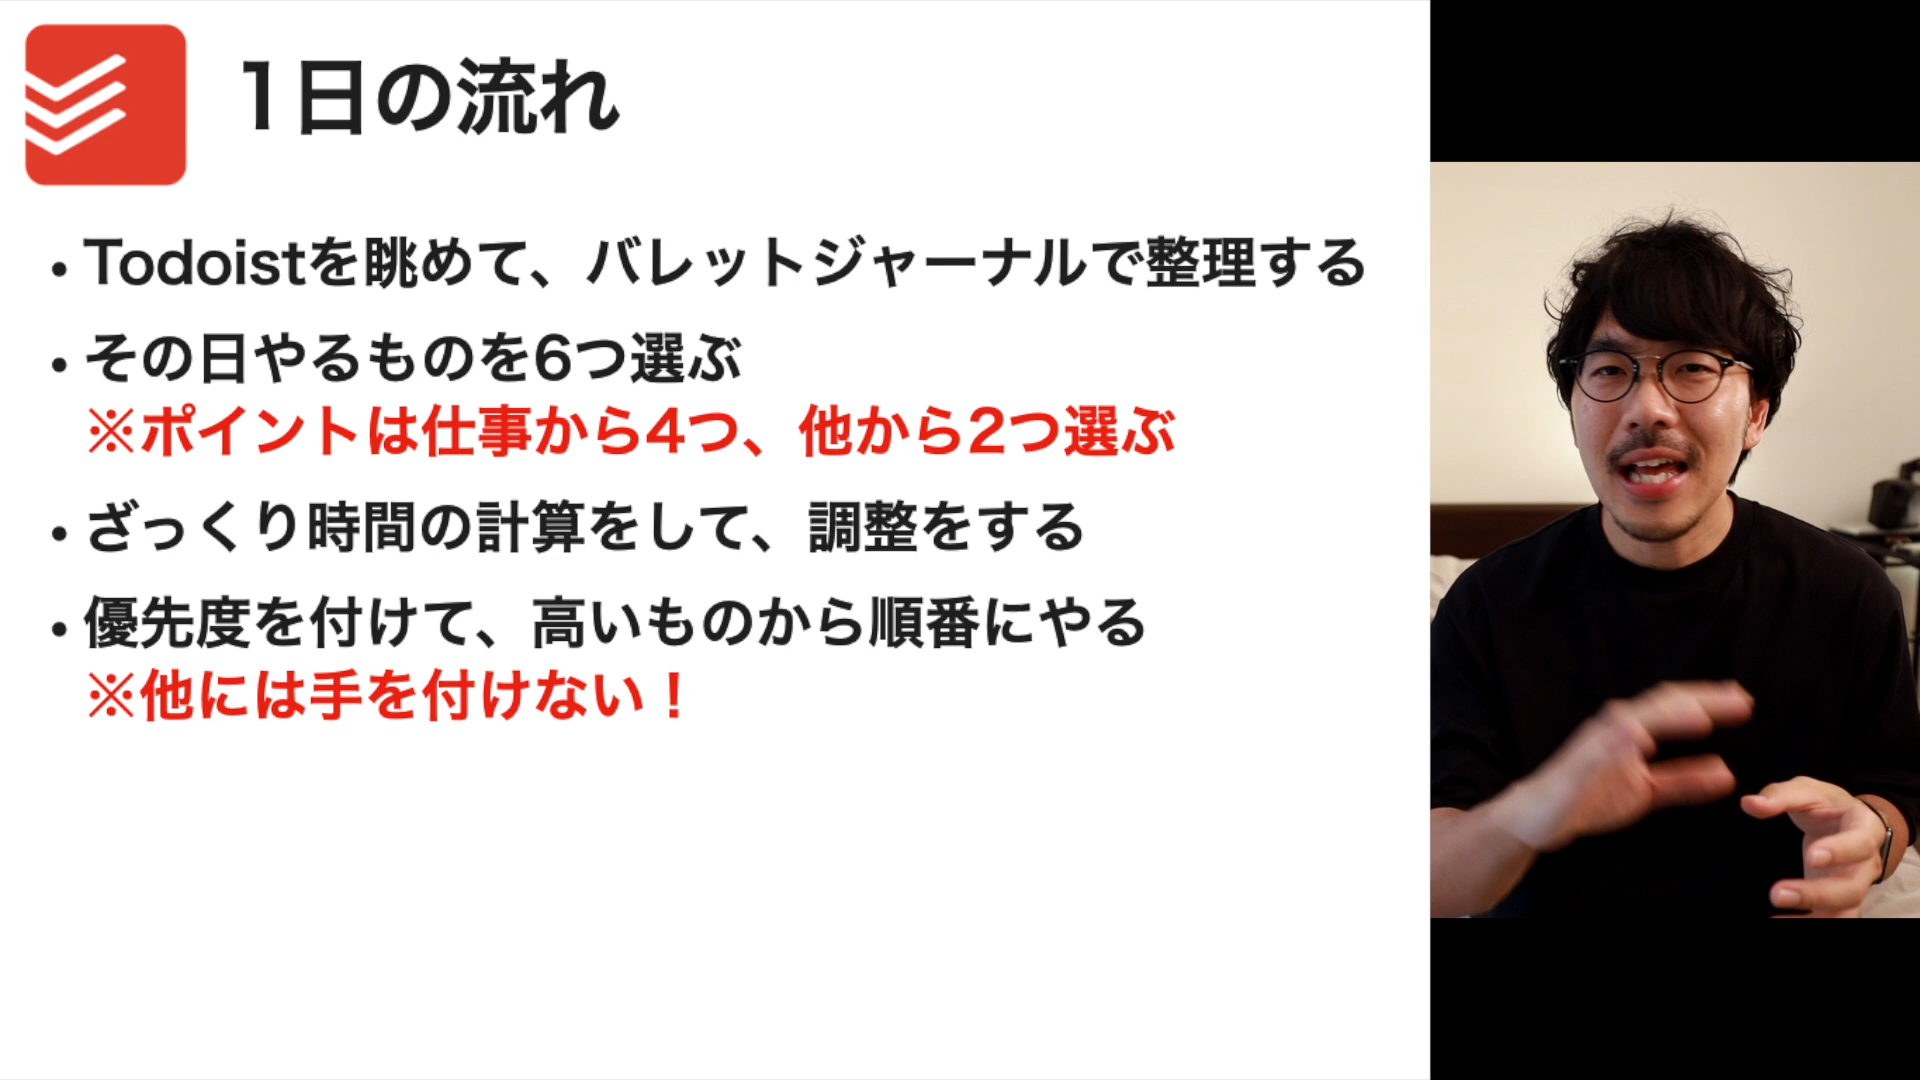 1日の流れ
• Todoistを眺めて、バレットジャーナルで整理する
• その日やるものを6つ選ぶ
※ポイントは仕事から4つ、他から2つ選ぶ
• ざっくり時間の計算をして、調整をする
• 優先度を付けて、高いものから順番にやる
※他には手を付けない！